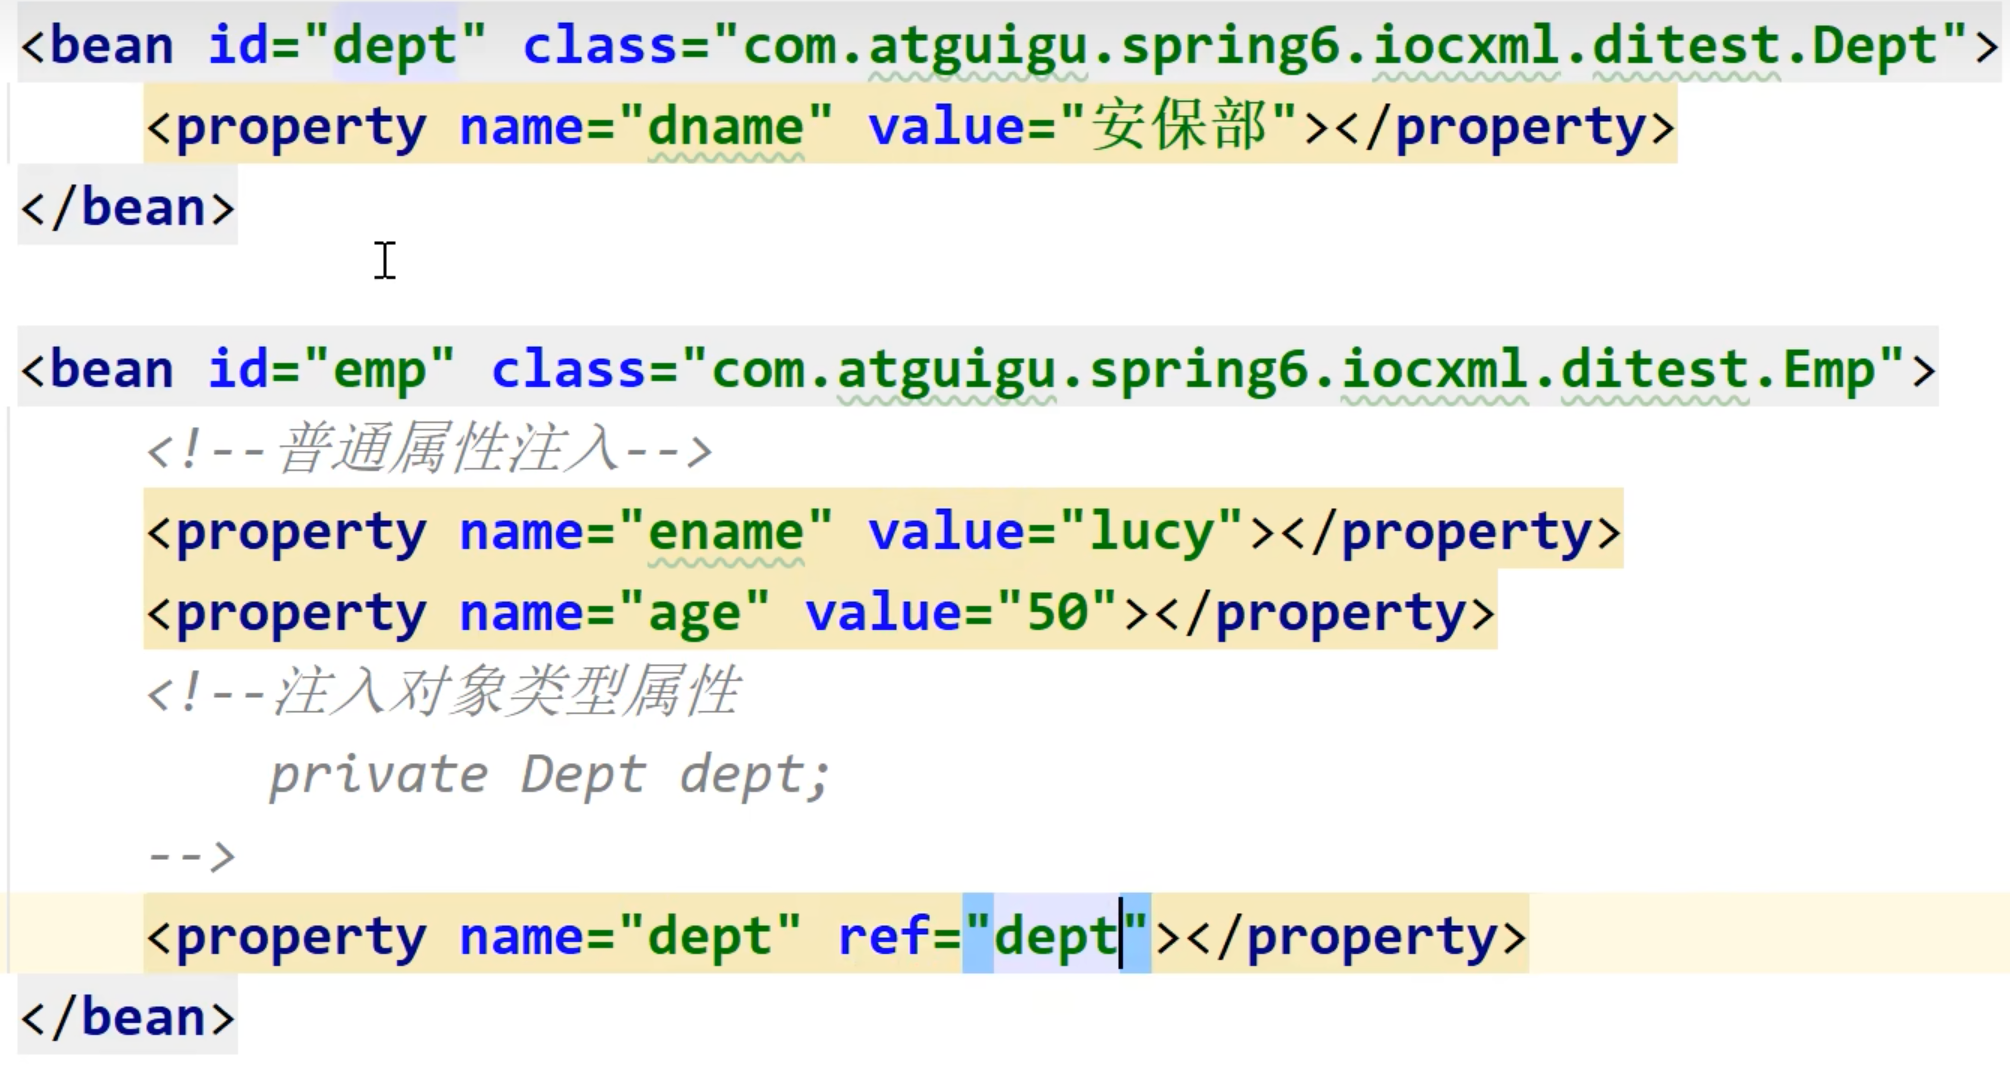 <bean id="dept" class="com.atguigu.spring6.iocxml.ditest.Dept">
<property name="dname" value="安保部"></property>
</bean>
<bean id="emp" class="com.atguigu.spring6.iocxml.ditest.Emp">
<!--普通属性注入-->
<property name="ename" value="lucy"></property>
<property name="age" value="50"></property>
<!--注入对象类型属性
private Dept dept;
-->
<property name="dept" ref="dept"></property>
</bean>